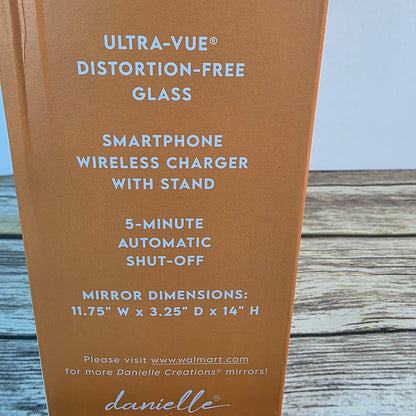 ULTRA-VUE®
DISTORTION-FREE
GLASS
SMARTPHONE
WIRELESS CHARGER
WITH STAND
5-MINUTE
AUTOMATIC
SHUT-OFF
MIRROR DIMENSIONS:
11.75" W x 3.25" D x 14" H
Please visit www.walmart.com
for more Danielle Creations® mirrors!
danielle®